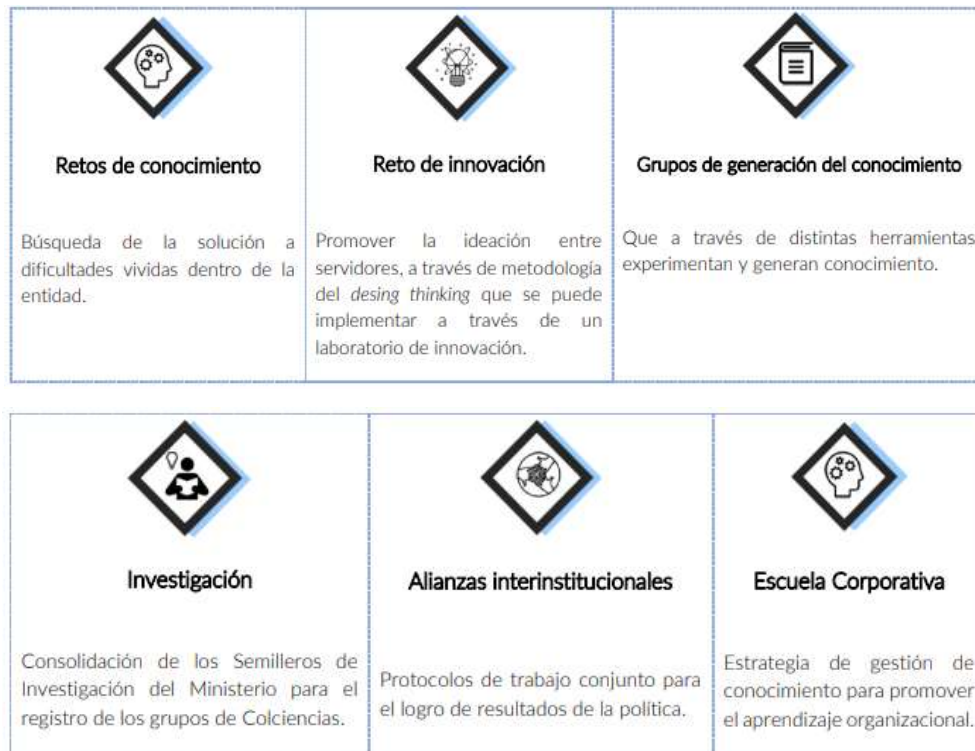 Retos de conocimiento
Búsqueda de la solución a
dificultades vividas dentro de la
entidad.
Reto de innovación
Promover la ideación entre
servidores, a través de metodología
del desing thinking que se puede
implementar a través de un
laboratorio de innovación.
Grupos de generación del conocimiento
Que a través de distintas herramientas
experimentan y generan conocimiento.
Investigación
Consolidación de los Semilleros de
Investigación del Ministerio para el
registro de los grupos de Colciencias.
Alianzas interinstitucionales
Protocolos de trabajo conjunto para
el logro de resultados de la política.
Escuela Corporativa
Estrategia de gestión de
conocimiento para promover
el aprendizaje organizacional.